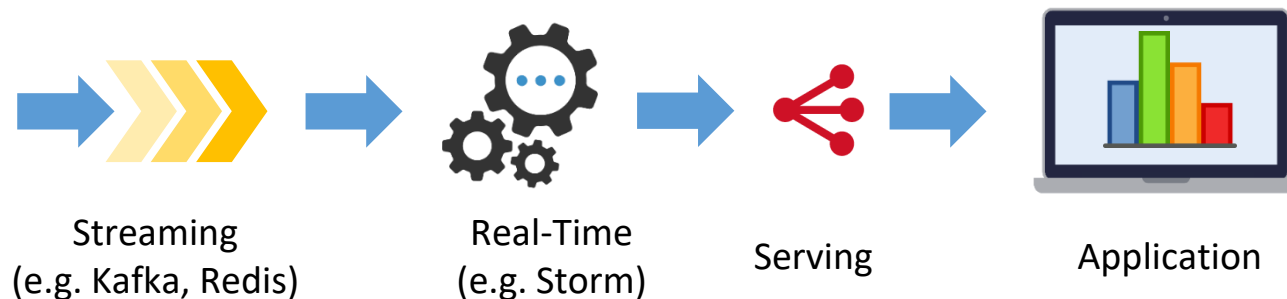 Streaming
(e.g. Kafka, Redis)
Real-Time
(e.g. Storm)
Serving
Application